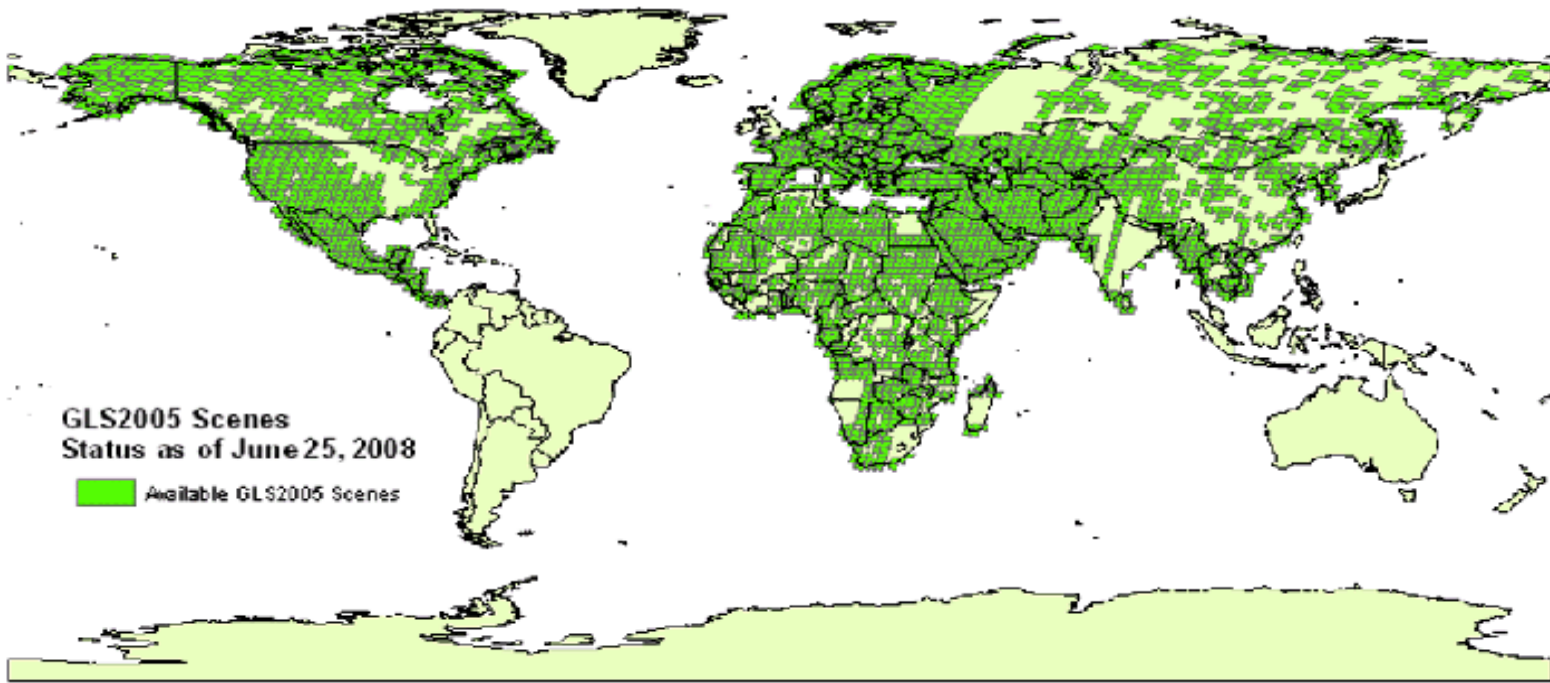 GLS2005 Scenes
Status as of June 25, 2008
Available GLS2005 Scenes